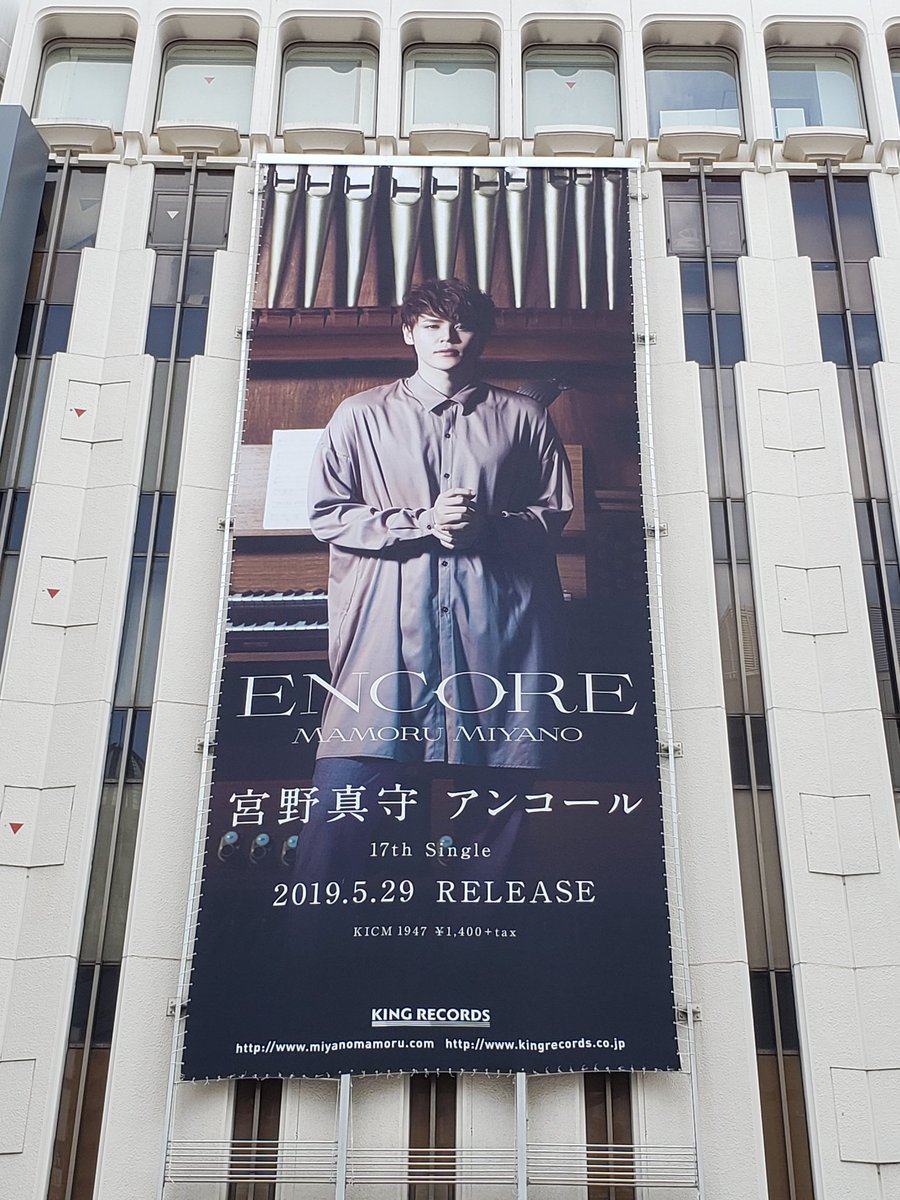 ENCORE
MAMORU MIYANO
宮野真守 アンコール
17th Single
2019.5.29 RELEASE
KICM 1947 ¥1,400+tax
KING RECORDS
http://www.miyanomamoru.com http://www.kingrecords.co.jp